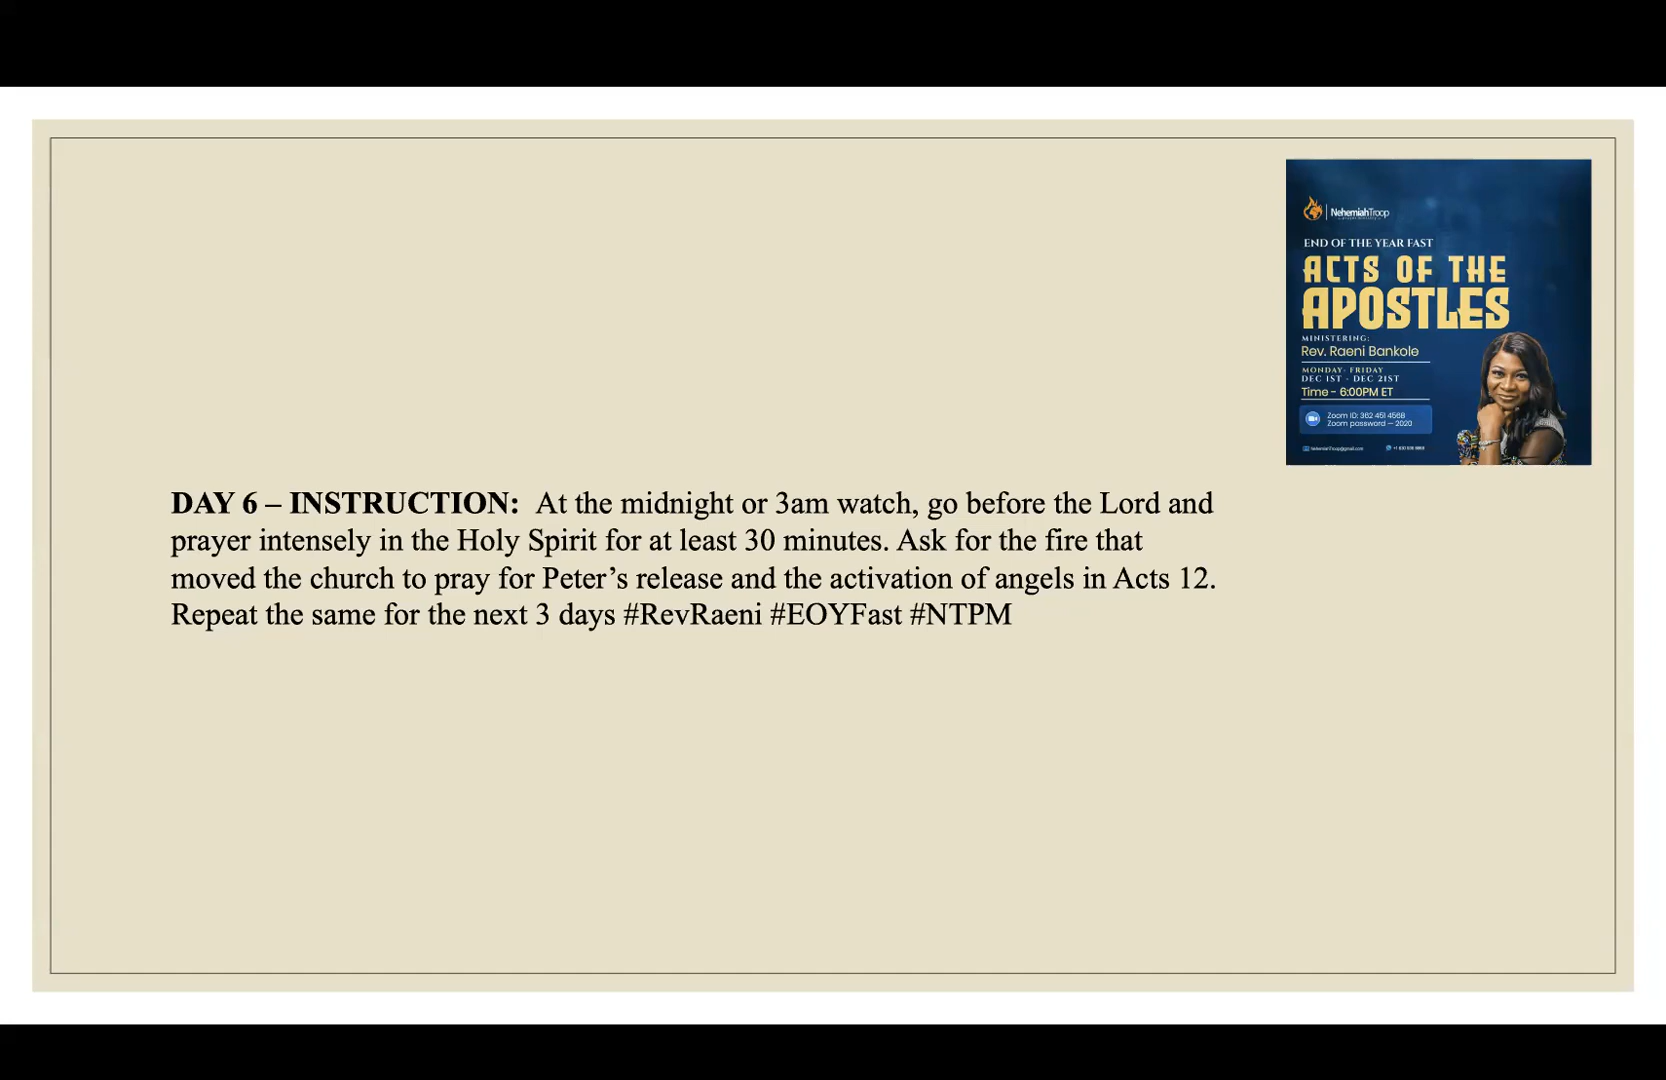 NehemiahTroop
END OF THE YEAR FAST
ACTS OF THE
APOSTLES
MINISTERING:
Rev. Raeni Bankole
MONDAY- FRIDAY
DEC 1ST - DEC 21ST
Time - 6:00PM ET
Zoom ID: 362 451 4568
Zoom password — 2020
NehemiahTroop@gmail.com
DAY 6 – INSTRUCTION:  At the midnight or 3am watch, go before the Lord and
prayer intensely in the Holy Spirit for at least 30 minutes. Ask for the fire that
moved the church to pray for Peter’s release and the activation of angels in Acts 12.
Repeat the same for the next 3 days #RevRaeni #EOYFast #NTPM